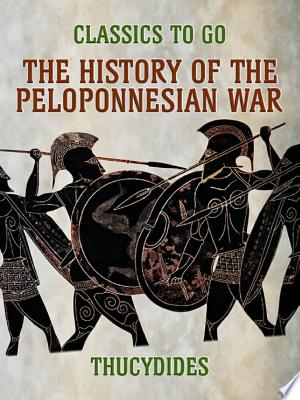 CLASSICS TO GO
THE HISTORY OF THE
PELOPONNESIAN WAR
THUCYDIDES